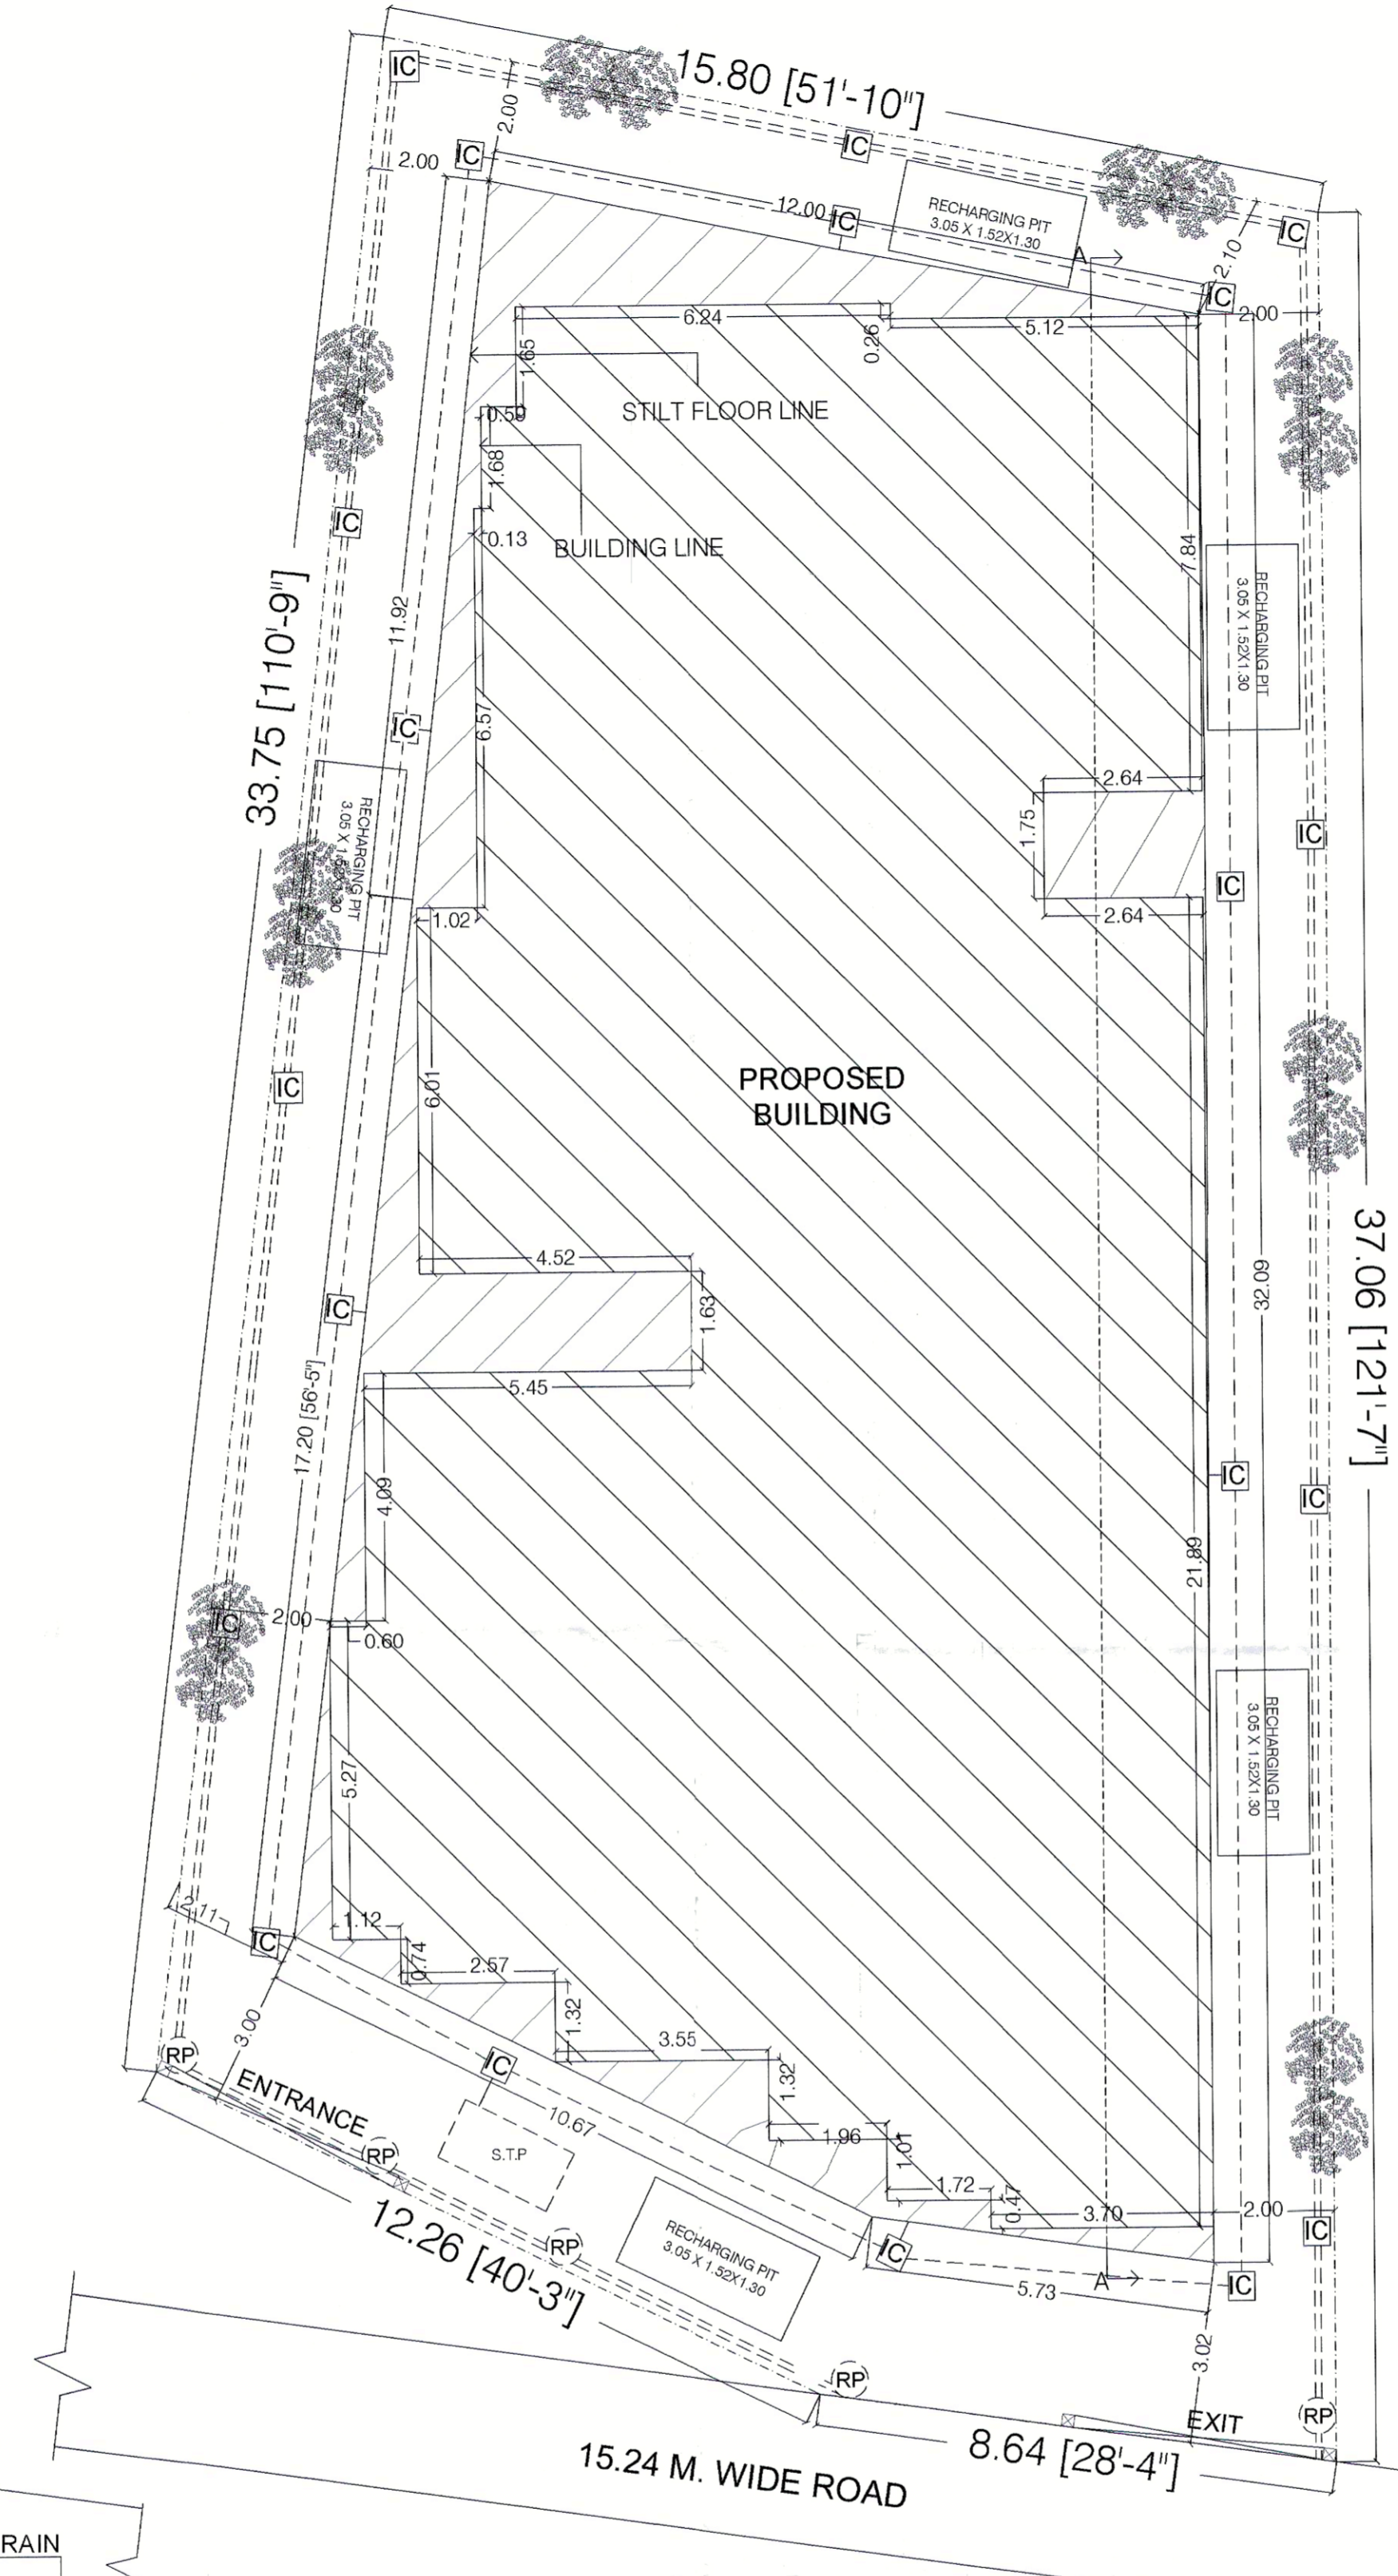 15.80 [51'-10"]
IC
2.00
IC
2.00
IC
12.00
IC
RECHARGING PIT
3.05 X 1.52X1.30
A
IC
2.10
IC
2.00
6.24
0.26
5.12
1.65
STILT FLOOR LINE
0.59
1.68
0.13
BUILDING LINE
7.84
IC
RECHARGING PIT
3.05 X 1.52X1.30
11.92
33.75 [110'-9"]
6.57
IC
2.64
1.75
IC
RECHARGING PIT
3.05 X 1.52X1.30
IC
2.64
1.02
PROPOSED
BUILDING
6.01
IC
4.52
1.63
IC
32.09
37.06 [121'-7"]
5.45
17.20 [56'-5"]
4.09
IC
IC
21.89
IC
2.00
0.60
5.27
RECHARGING PIT
3.05 X 1.52X1.30
2.11
IC
1.12
0.74
2.57
1.32
3.55
1.32
1.96
1.01
1.72
0.47
3.70
2.00
3.00
RP
IC
ENTRANCE
10.67
S.T.P
RP
RECHARGING PIT
3.05 X 1.52X1.30
IC
IC
A
IC
5.73
12.26 [40'-3"]
RP
RP
3.02
EXIT
RP
8.64 [28'-4"]
15.24 M. WIDE ROAD
RAIN